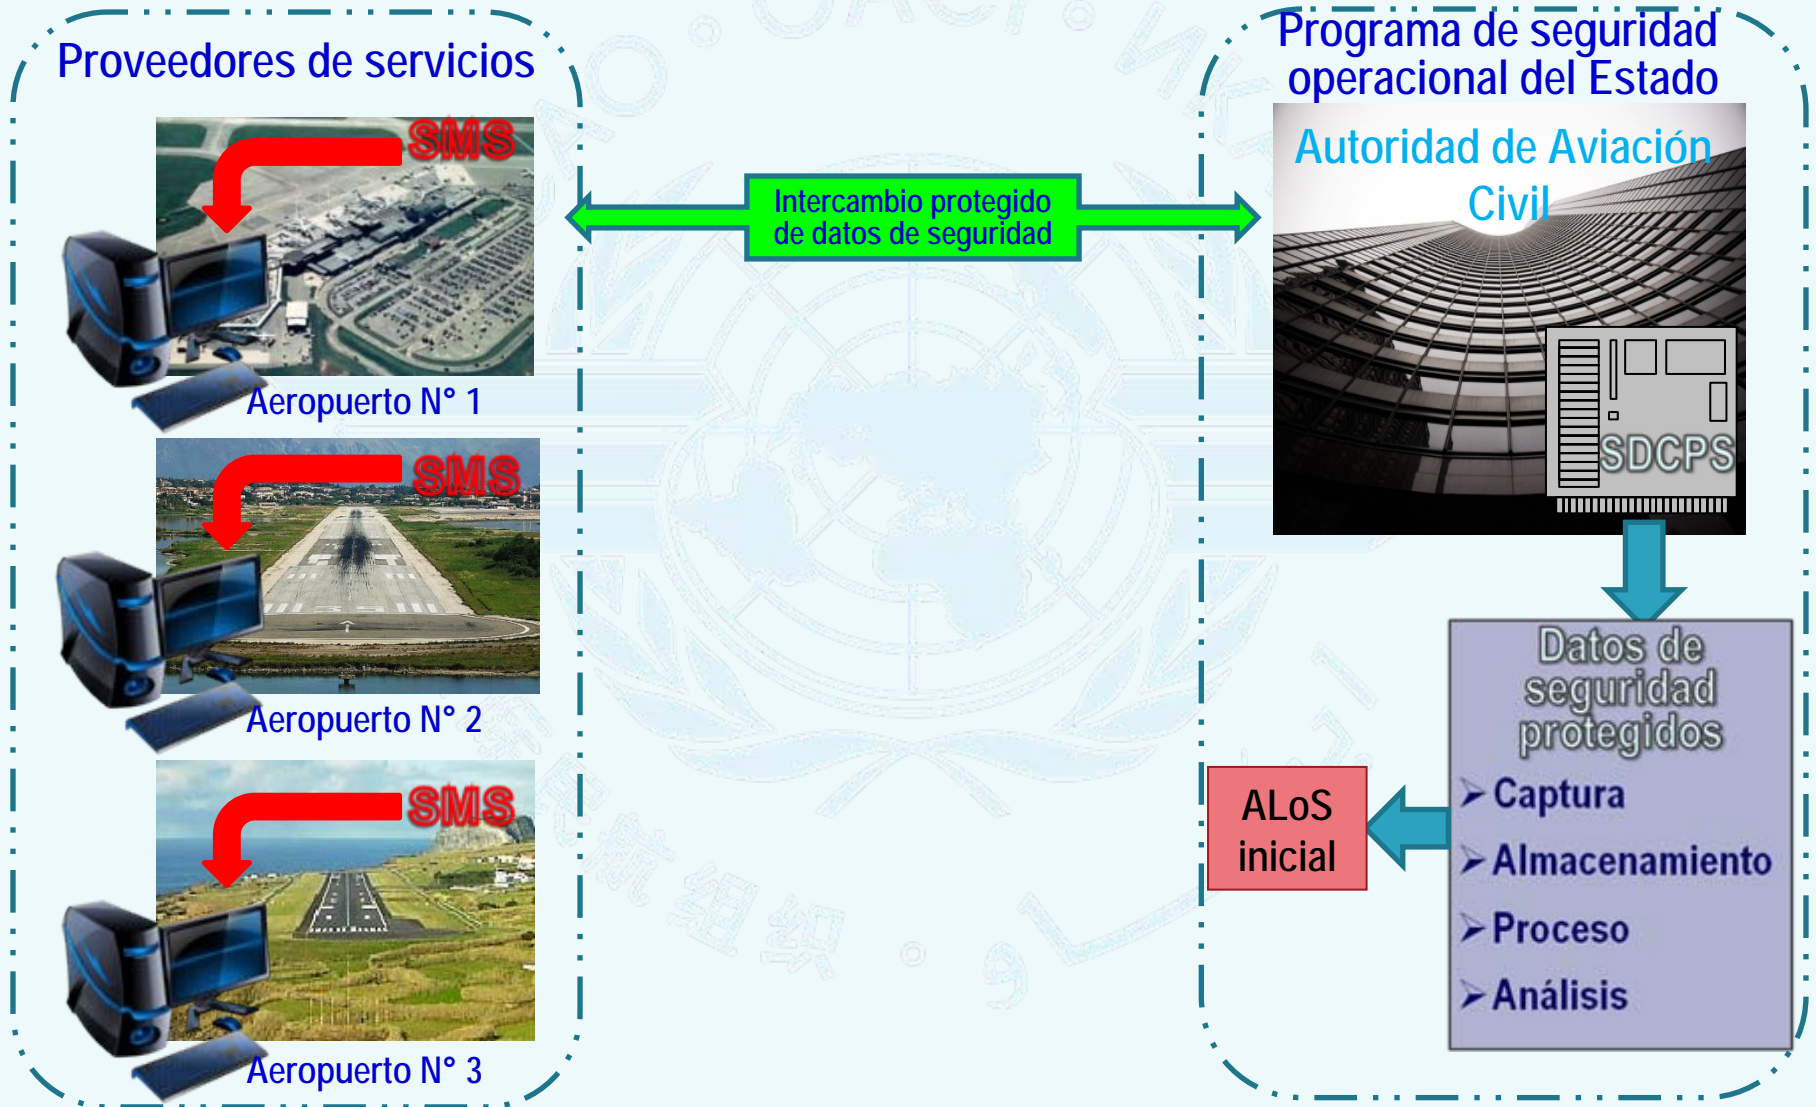 Proveedores de servicios
SMS
Aeropuerto N° 1
SMS
35
Aeropuerto N° 2
SMS
Aeropuerto N° 3
Intercambio protegido
de datos de seguridad
Programa de seguridad
operacional del Estado
Autoridad de Aviación
Civil
SDCPS
Datos de
seguridad
protegidos
Captura
Almacenamiento
Proceso
Análisis
ALoS
inicial